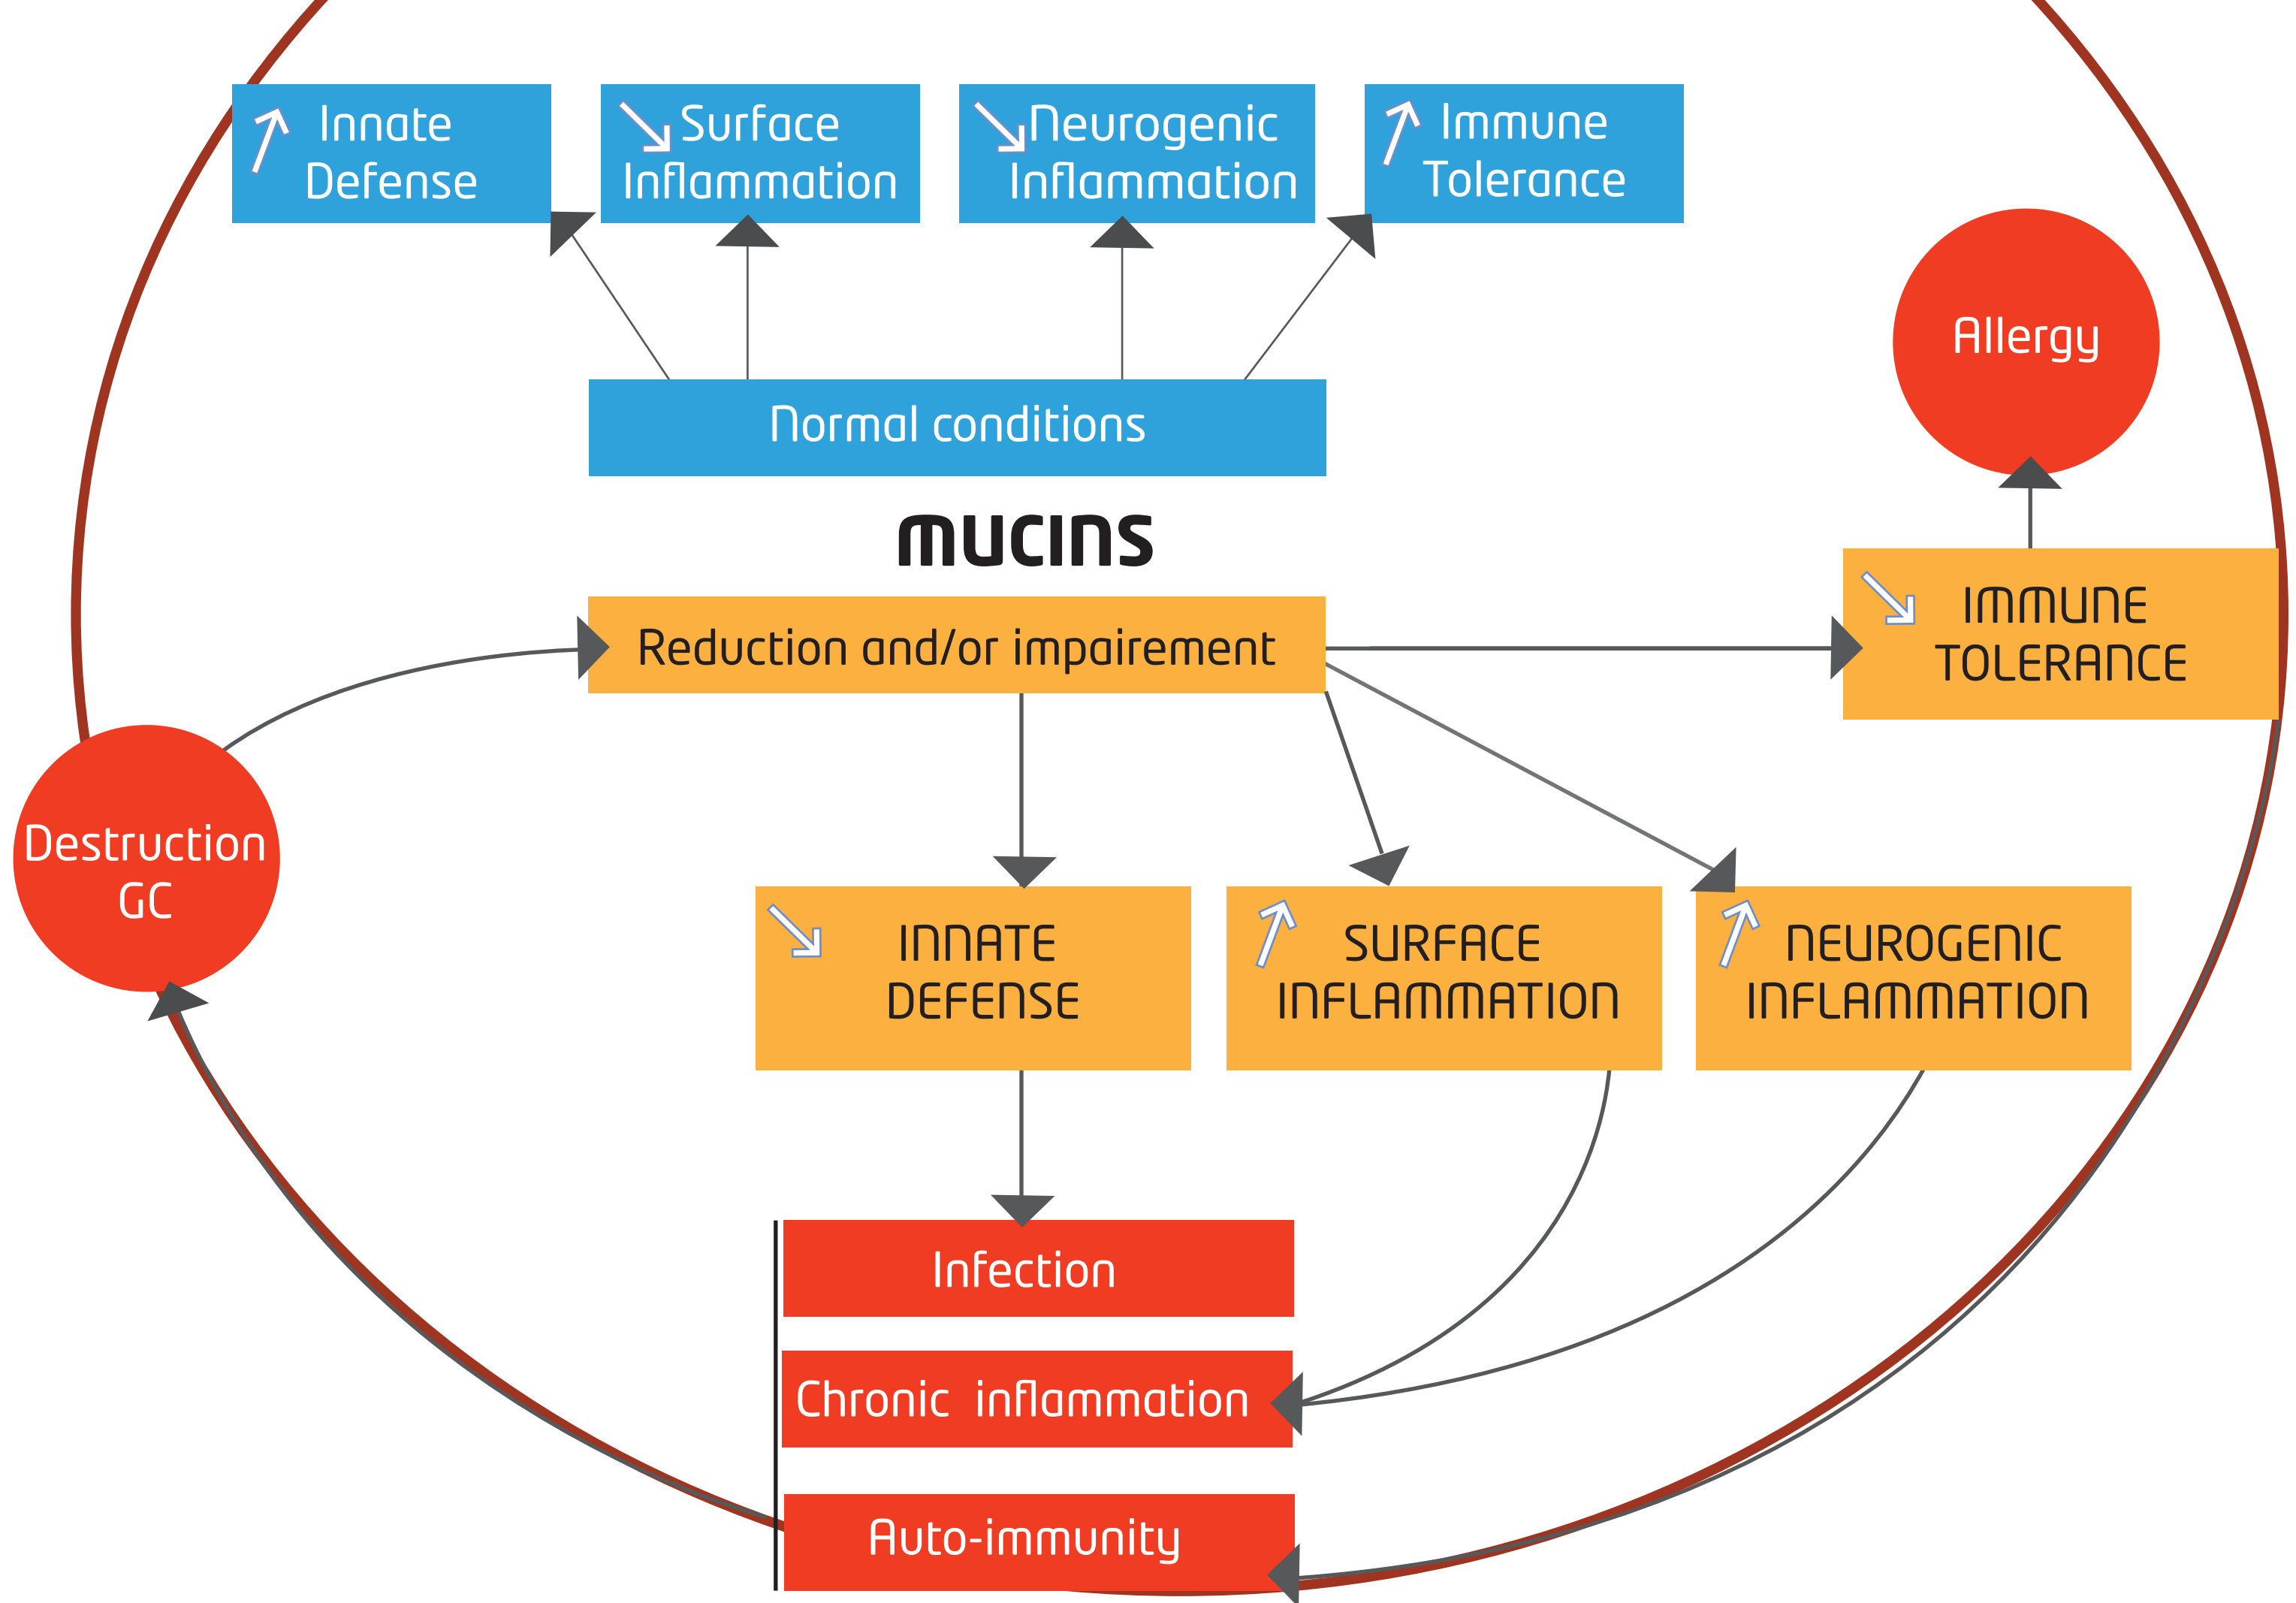 Innate
Defense
Surface
Inflammation
Neurogenic
Inflammation
Immune
Tolerance
Allergy
Normal conditions
mucins
Reduction and/or impairement
IMMUNE
TOLERANCE
Destruction
GC
INNATE
DEFENSE
SURFACE
INFLAMMATION
NEUROGENIC
INFLAMMATION
Infection
Chronic inflammation
Auto-immunity